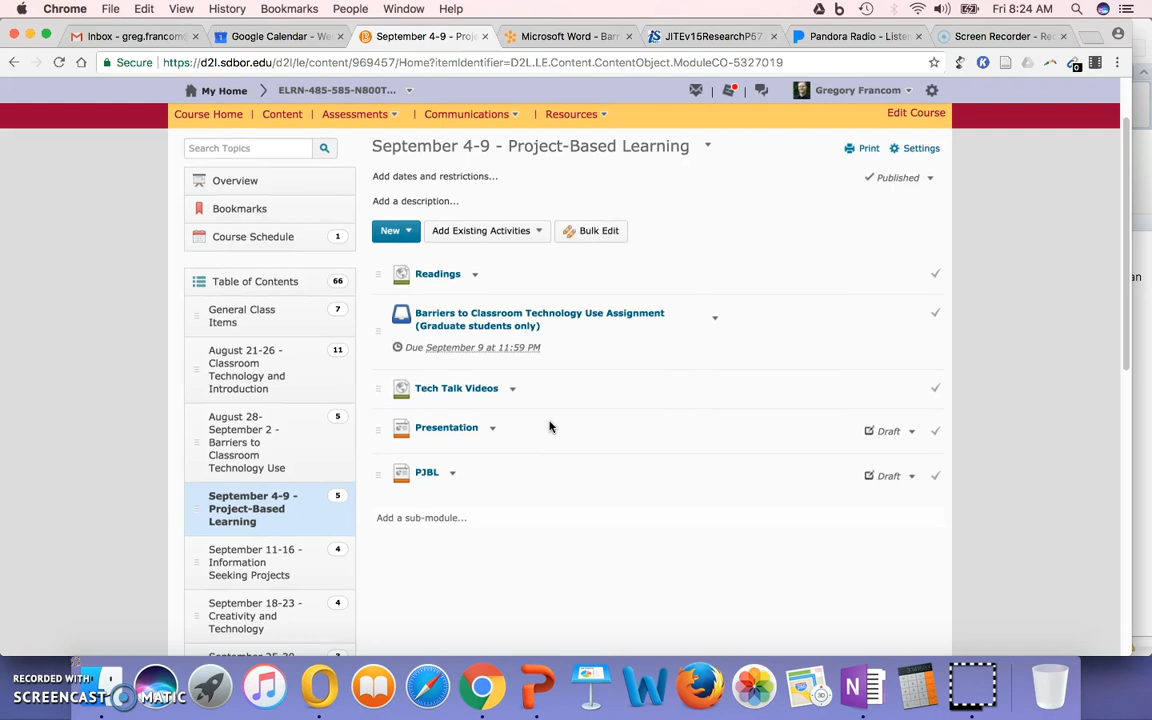 Chrome File Edit View History Bookmarks People Window Help Fri 8:24 AM
Inbox - greg.francom@ Google Calendar - We September 4-9 - Project- Microsoft Word - Barr JITEv15ResearchP57 Pandora Radio - Listen Screen Recorder - Rec
Secure https://d2l.sdbor.edu/d2l/le/content/969457/Home?itemIdentifier=D2L.LE.Content.ContentObject.ModuleCO-5327019
My Home ELRN-485-585-N800T... Gregory Francom
Course Home Content Assessments Communications Resources Edit Course
Search Topics
Overview
Bookmarks
Course Schedule 1
Table of Contents 66
General Class 7
Items
August 21-26 - 11
Classroom
Technology and
Introduction
August 28- 5
September 2 -
Barriers to
Classroom
Technology Use
September 4-9 - 5
Project-Based
Learning
September 11-16 - 4
Information
Seeking Projects
September 18-23 - 4
Creativity and
Technology
September 4-9 - Project-Based Learning
Print Settings
Add dates and restrictions...
Published
Add a description...
New Add Existing Activities Bulk Edit
Readings
Barriers to Classroom Technology Use Assignment
(Graduate students only)
Due September 9 at 11:59 PM
Tech Talk Videos
Presentation Draft
PJBL Draft
Add a sub-module...
an
RECORDED WITH
SCREENCAST MATIC